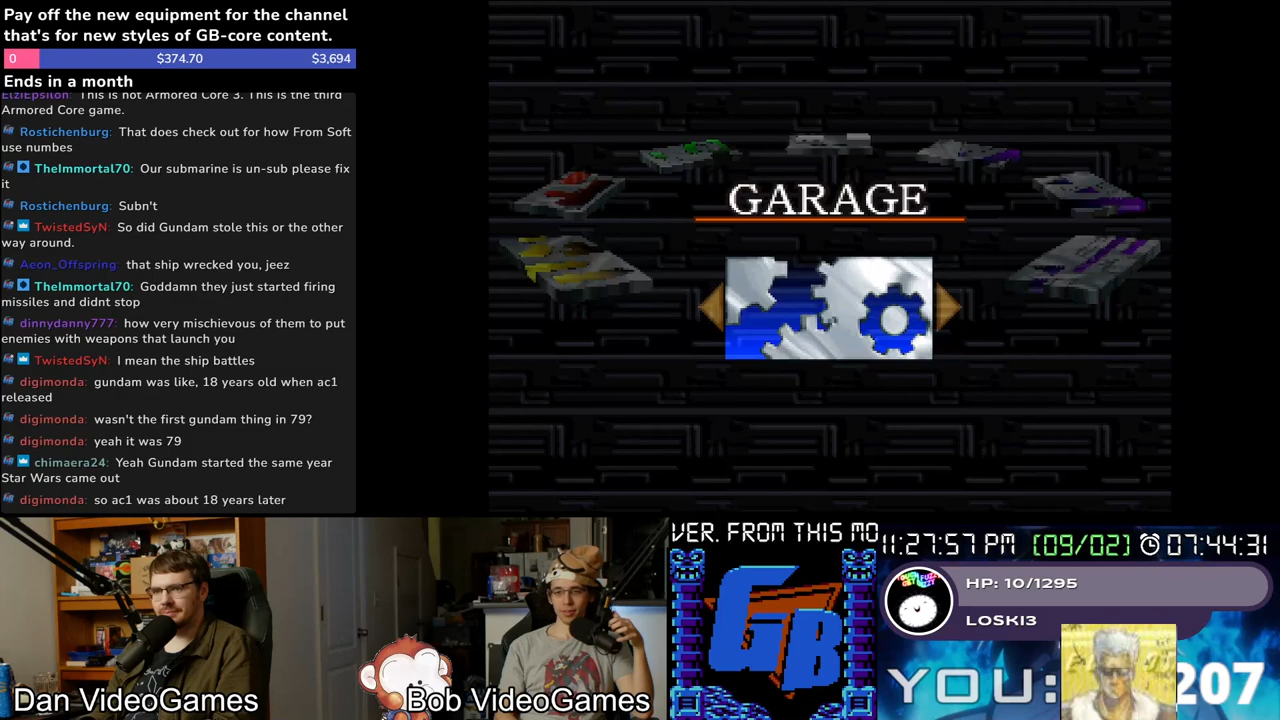 Pay off the new equipment for the channel
that's for new styles of GB-core content.
0 $374.70 $3,694
Ends in a month
ElziEpsilon: This is not Armored Core 3. This is the third
Armored Core game.
Rostichenburg: That does check out for how From Soft
use numbes
TheImmortal70: Our submarine is un-sub please fix
it
Rostichenburg: Subn't
TwistedSyN: So did Gundam stole this or the other
way around.
Aeon_Offspring: that ship wrecked you, jeez
TheImmortal70: Goddamn they just started firing
missiles and didnt stop
dinnydanny777: how very mischievous of them to put
enemies with weapons that launch you
TwistedSyN: I mean the ship battles
digimonda: gundam was like, 18 years old when ac1
released
digimonda: wasn't the first gundam thing in 79?
digimonda: yeah it was 79
chimaera24: Yeah Gundam started the same year
Star Wars came out
digimonda: so ac1 was about 18 years later
GARAGE
VER. FROM THIS MO
11:27:57 PM [09/02] 07:44:31
HP: 10/1295
LOSKI3
GB
YOU: 207
Dan VideoGames
Bob VideoGames